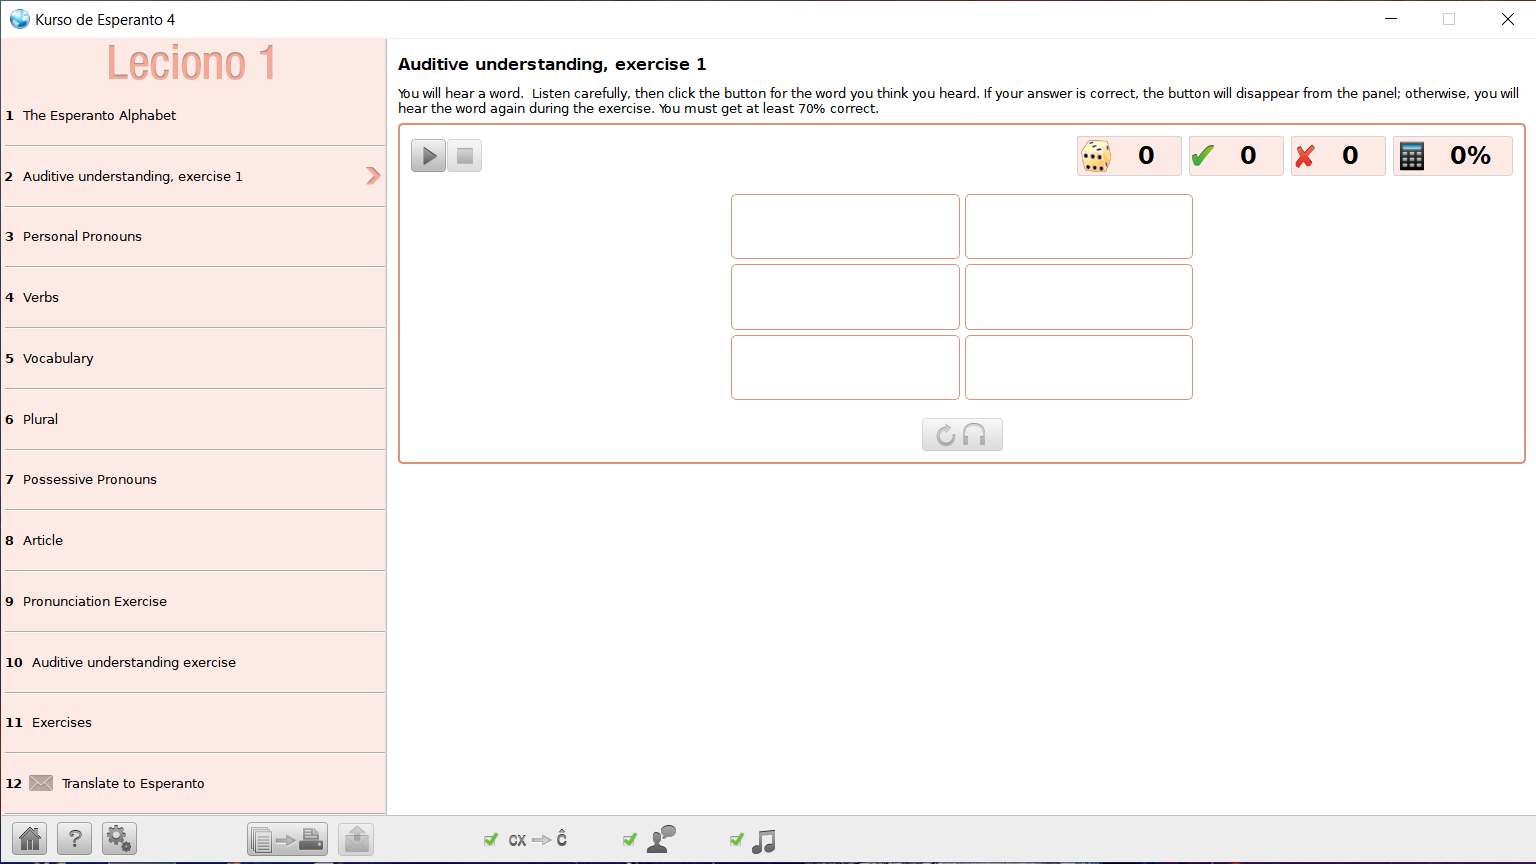 Kurso de Esperanto 4
Leciono 1
1 The Esperanto Alphabet
2 Auditive understanding, exercise 1
3 Personal Pronouns
4 Verbs
5 Vocabulary
6 Plural
7 Possessive Pronouns
8 Article
9 Pronunciation Exercise
10 Auditive understanding exercise
11 Exercises
12 Translate to Esperanto
Auditive understanding, exercise 1
You will hear a word.  Listen carefully, then click the button for the word you think you heard. If your answer is correct, the button will disappear from the panel; otherwise, you will
hear the word again during the exercise. You must get at least 70% correct.
0 0 0 0%
? cx Ĉ